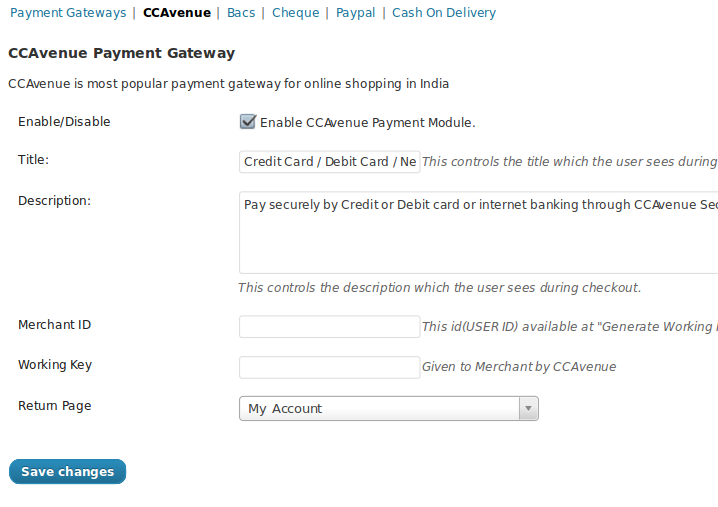 Payment Gateways | CCAvenue | Bacs | Cheque | Paypal | Cash On Delivery
CCAvenue Payment Gateway
CCAvenue is most popular payment gateway for online shopping in India
Enable/Disable Enable CCAvenue Payment Module.
Title: Credit Card / Debit Card / Ne This controls the title which the user sees during
Description: Pay securely by Credit or Debit card or internet banking through CCAvenue Sec
This controls the description which the user sees during checkout.
Merchant ID This id(USER ID) available at "Generate Working
Working Key Given to Merchant by CCAvenue
Return Page My Account
Save changes